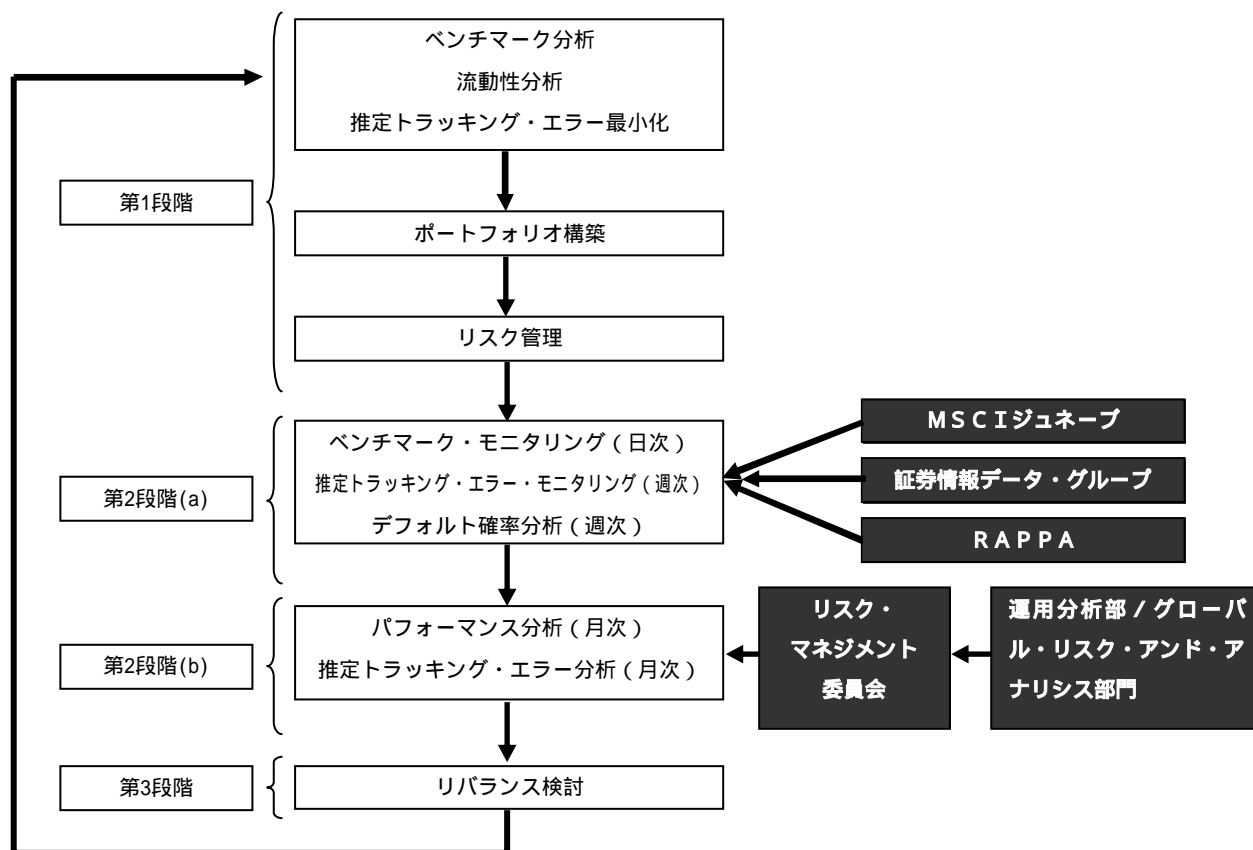 ベンチマーク分析
流動性分析
推定トラッキング・エラー最小化
第1段階
ポートフォリオ構築
リスク管理
ベンチマーク・モニタリング（日次）
推定トラッキング・エラー・モニタリング（週次）
デフォルト確率分析（週次）
第2段階(a)
ＭＳＣＩジュネーブ
証券情報データ・グループ
ＲＡＰＰＡ
パフォーマンス分析（月次）
推定トラッキング・エラー分析（月次）
第2段階(b)
リスク・
マネジメント
委員会
運用分析部／グローバ
ル・リスク・アンド・ア
ナリシス部門
第3段階
リバランス検討